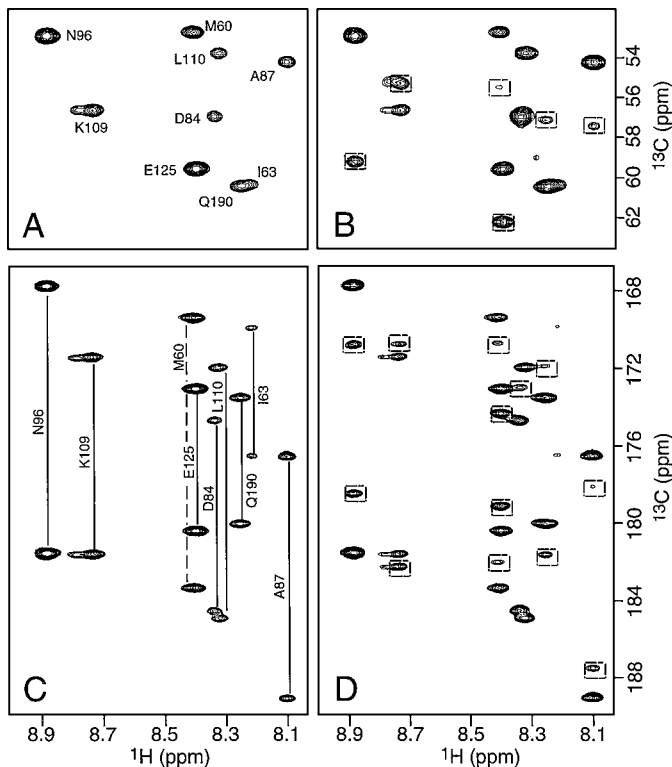 M60
N96
L110
A87
54
56
K109
D84
58
13C (ppm)
E125
I63
60
Q190
62
A
B
168
172
M60
L110
I63
N96
K109
E125
D84
Q190
176
180
13C (ppm)
A87
184
188
C
D
8.9 8.7 8.5 8.3 8.1
8.9 8.7 8.5 8.3 8.1
1H (ppm)
1H (ppm)